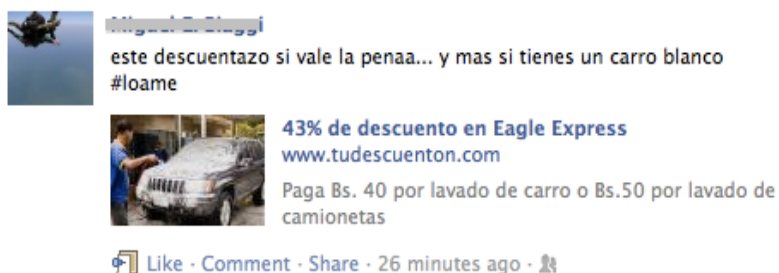 este descuentazo si vale la penaa... y mas si tienes un carro blanco
#loame
43% de descuento en Eagle Express
www.tudescuenton.com
Paga Bs. 40 por lavado de carro o Bs.50 por lavado de
camionetas
Like · Comment · Share · 26 minutes ago ·